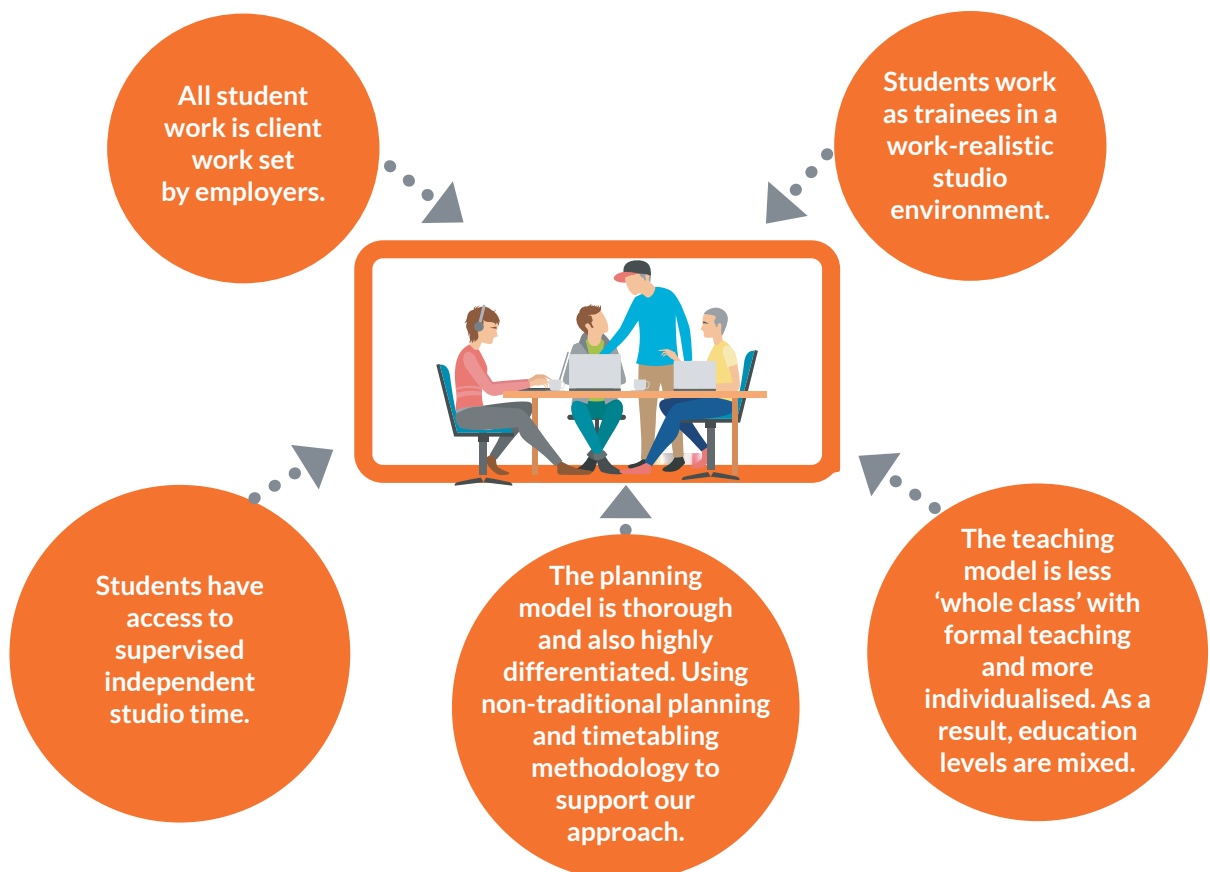 All student
work is client
work set
by employers.
Students work
as trainees in a
work-realistic
studio
environment.
Students have
access to
supervised
independent
studio time.
The planning
model is thorough
and also highly
differentiated. Using
non-traditional planning
and timetabling
methodology to
support our
approach.
The teaching
model is less
‘whole class’ with
formal teaching
and more
individualised. As a
result, education
levels are mixed.